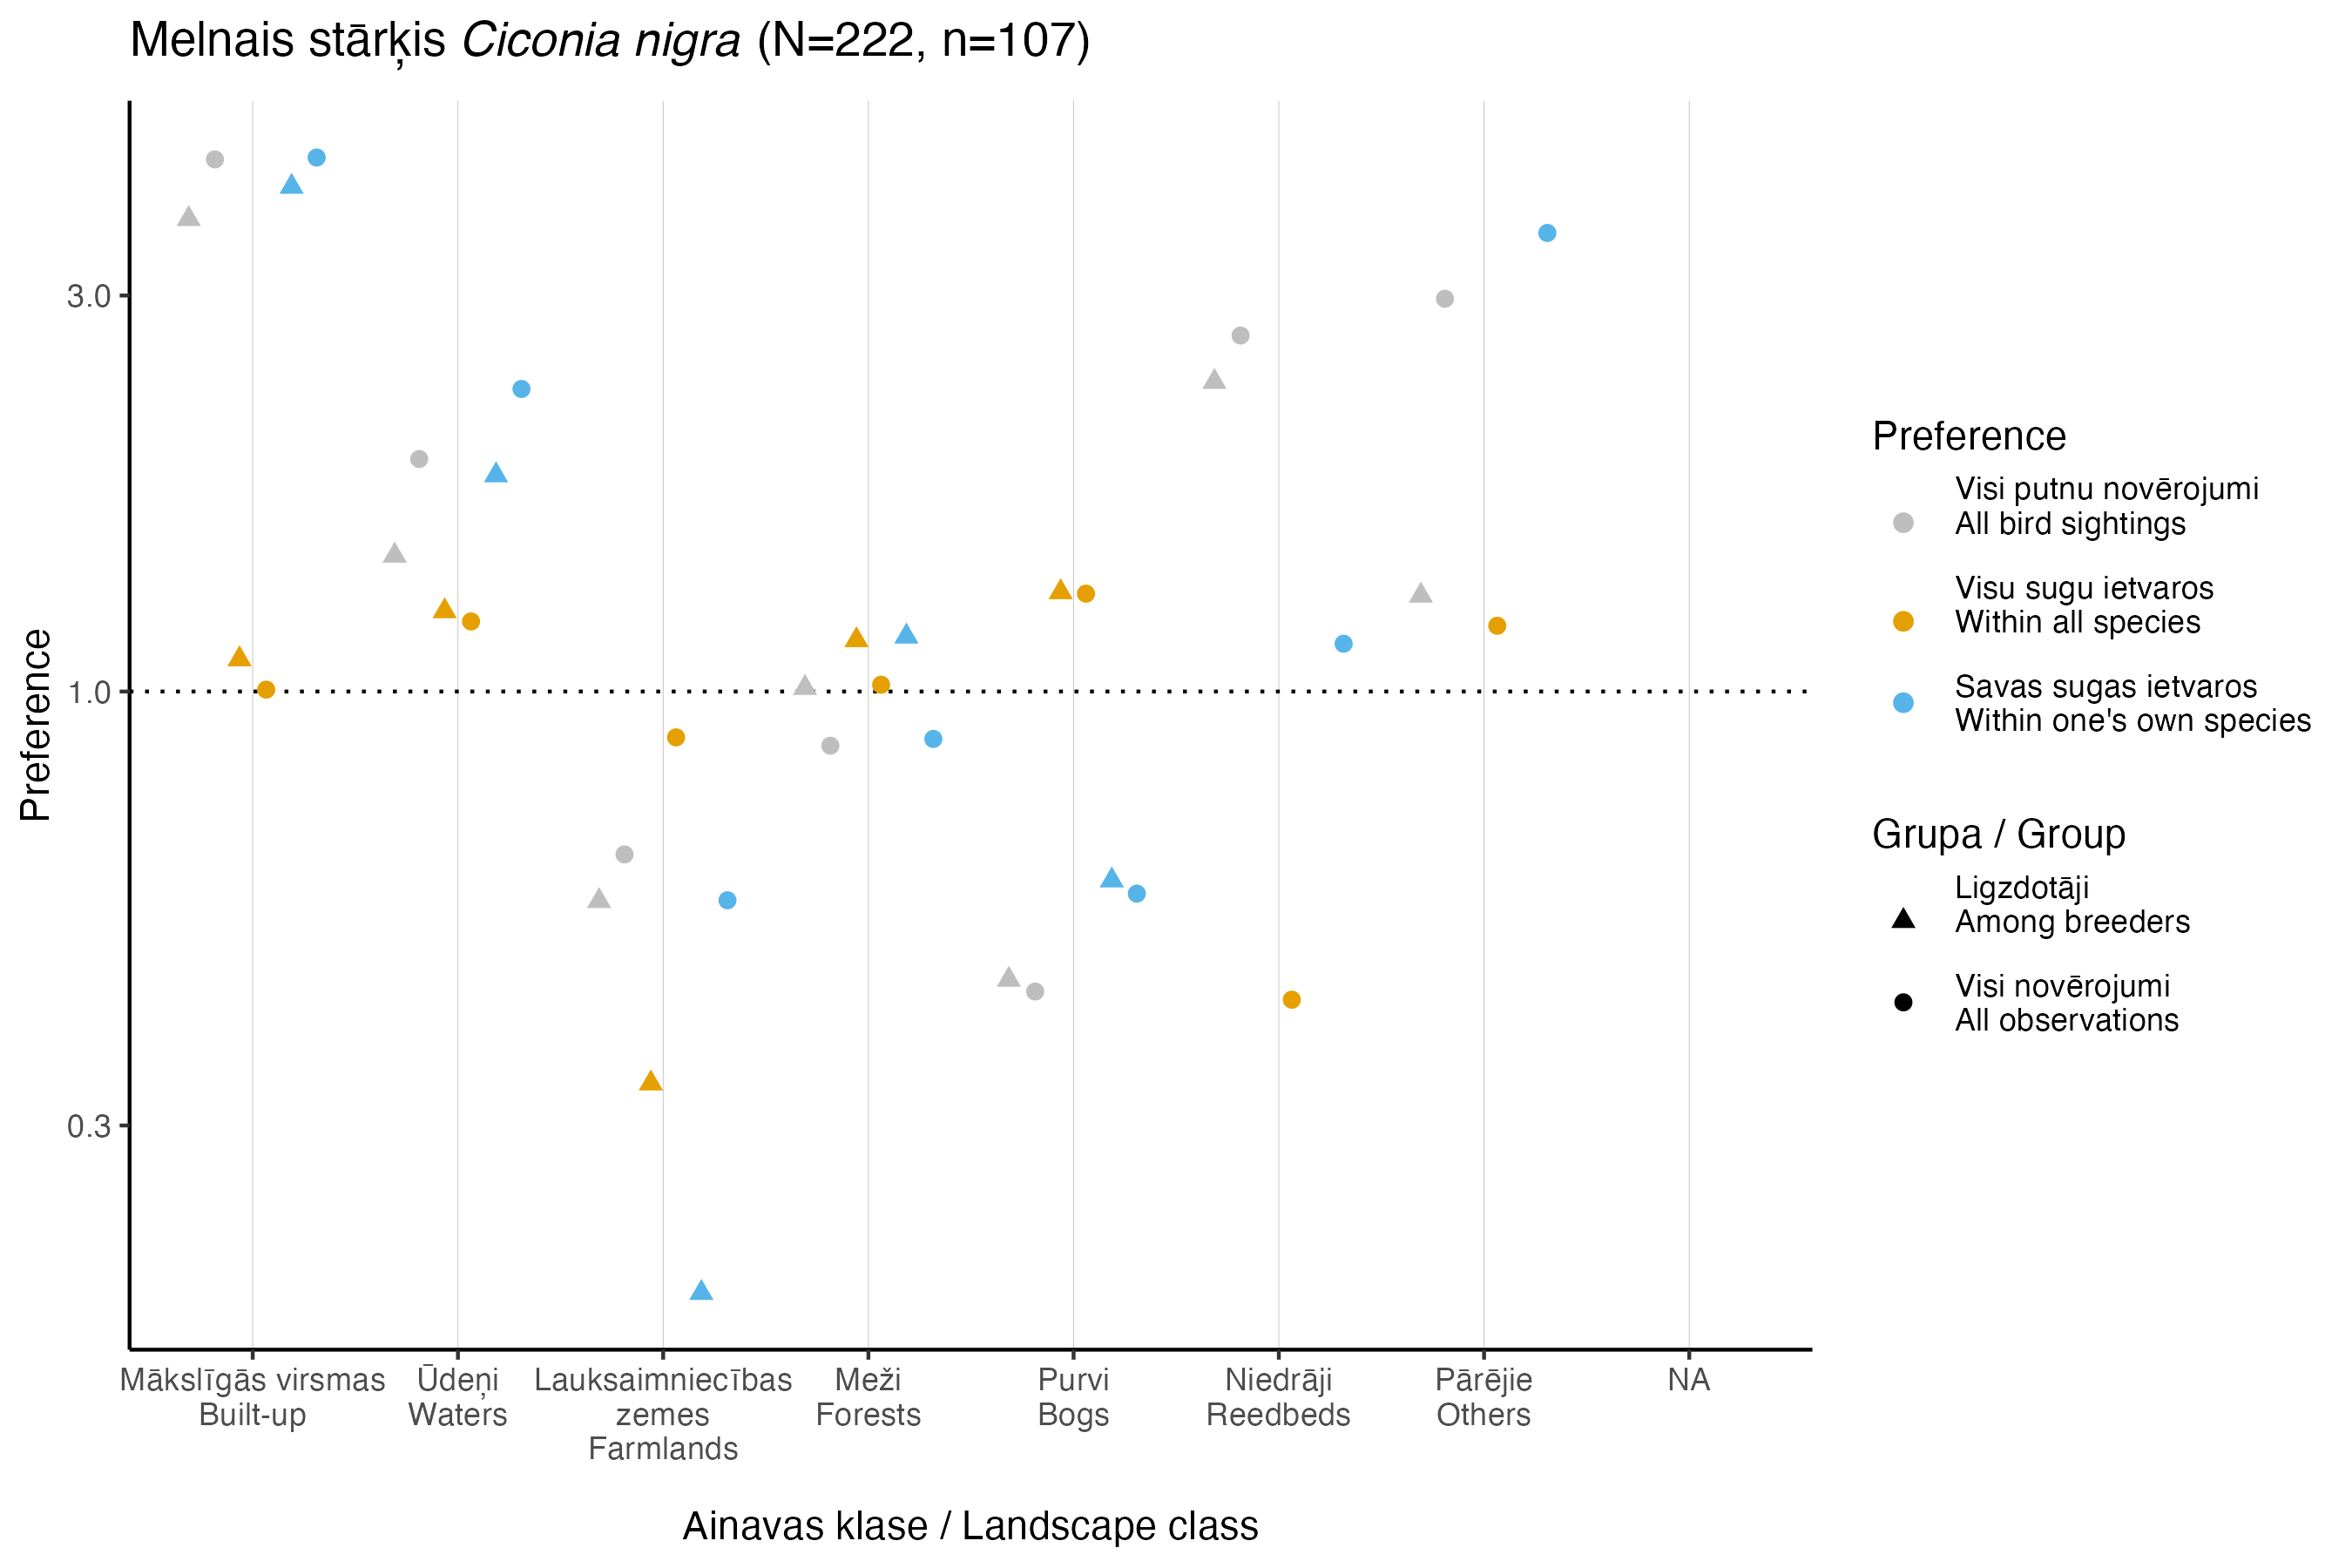 Melnais stārķis Ciconia nigra (N=222, n=107)
Preference
3.0
1.0
0.3
Mākslīgās virsmas
Built-up
Ūdeņi
Waters
Lauksaimniecības
zemes
Farmlands
Meži
Forests
Purvi
Bogs
Niedrāji
Reedbeds
Pārējie
Others
NA
Ainavas klase / Landscape class
Preference
Visi putnu novērojumi
All bird sightings
Visu sugu ietvaros
Within all species
Savas sugas ietvaros
Within one's own species
Grupa / Group
Ligzdotāji
Among breeders
Visi novērojumi
All observations